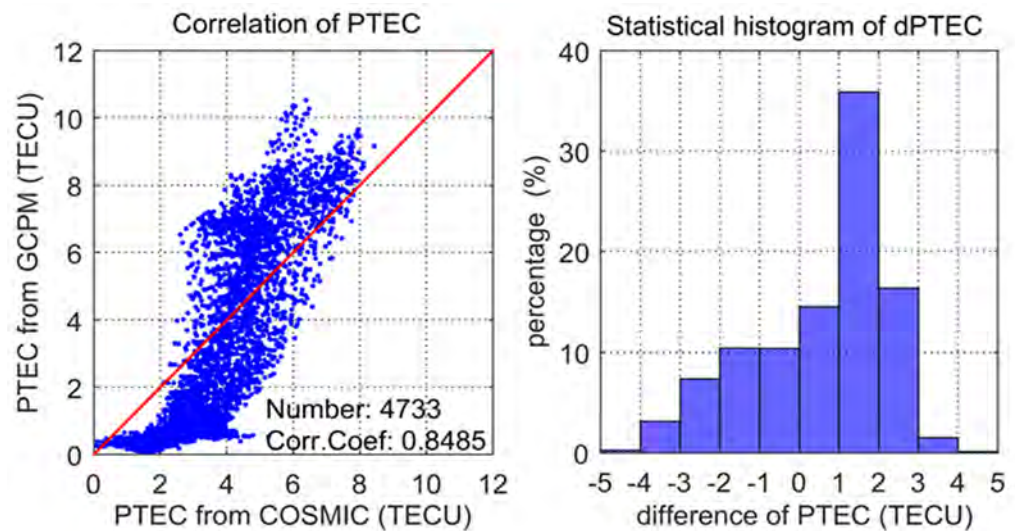 Correlation of PTEC
12
10
8
6
4
2
0
PTEC from GCPM (TECU)
Number: 4733
Corr.Coef: 0.8485
0 2 4 6 8 10 12
PTEC from COSMIC (TECU)
Statistical histogram of dPTEC
40
30
20
10
0
percentage (%)
-5 -4 -3 -2 -1 0 1 2 3 4 5
difference of PTEC (TECU)